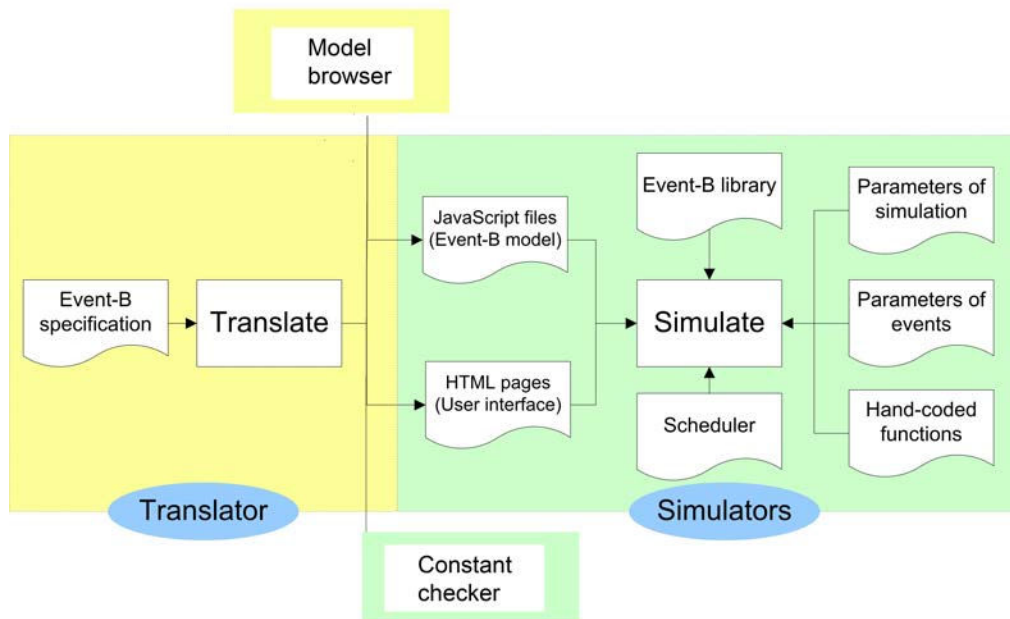 Model
browser
Event-B library
Parameters of
simulation
JavaScript files
(Event-B model)
Event-B
specification
Translate
Simulate
Parameters of
events
HTML pages
(User interface)
Scheduler
Hand-coded
functions
Translator
Simulators
Constant
checker